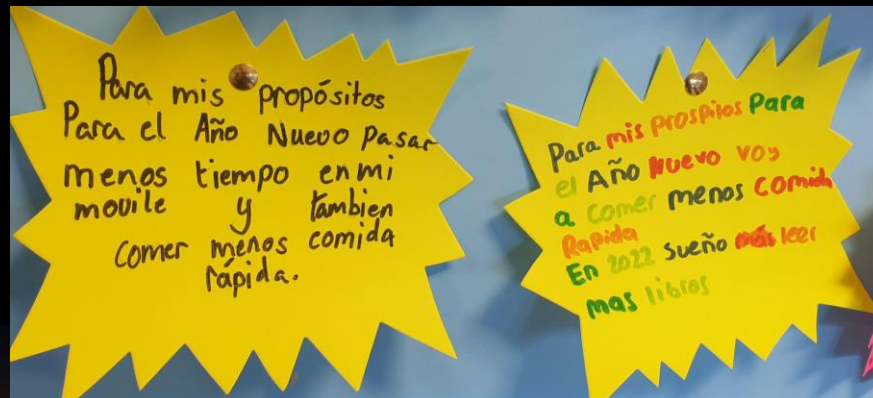 Para mis propósitos
Para el Año Nuevo pasar
menos tiempo en mi
movile y tambien
comer menos comida
rápida.
Para mis prospitos Para
el Año Nuevo voy
a comer menos comida
Rapida
En 2022 sueño más leer
mas libros